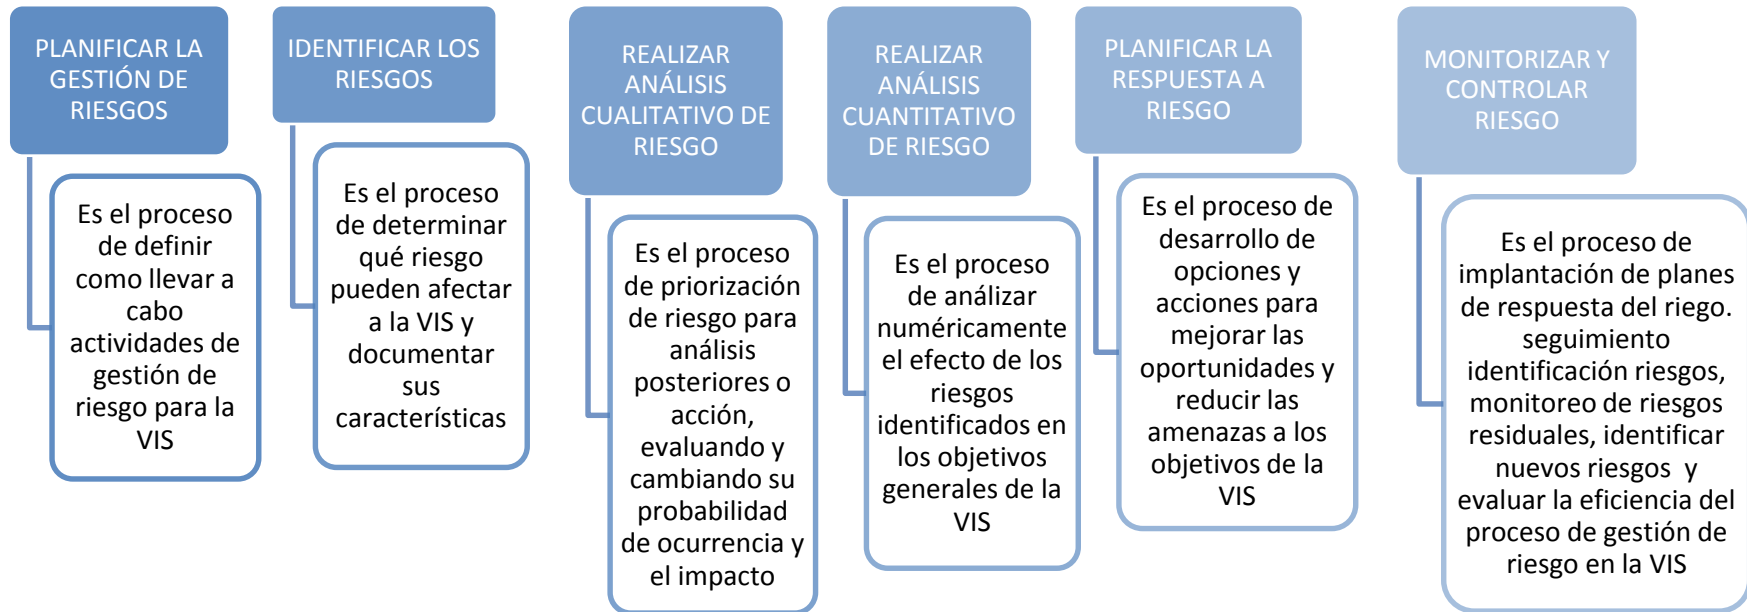 PLANIFICAR LA
GESTIÓN DE
RIESGOS
Es el proceso
de definir
como llevar a
cabo
actividades de
gestión de
riesgo para la
VIS
IDENTIFICAR LOS
RIESGOS
Es el proceso
de determinar
qué riesgo
pueden afectar
a la VIS y
documentar
sus
características
REALIZAR
ANÁLISIS
CUALITATIVO DE
RIESGO
Es el proceso
de priorización
de riesgo para
análisis
posteriores o
acción,
evaluando y
cambiando su
probabilidad
de ocurrencia y
el impacto
REALIZAR
ANÁLISIS
CUANTITATIVO
DE RIESGO
Es el proceso
de análizar
numéricamente
el efecto de los
riesgos
identificados en
los objetivos
generales de la
VIS
PLANIFICAR LA
RESPUESTA A
RIESGO
Es el proceso de
desarrollo de
opciones y
acciones para
mejorar las
oportunidades y
reducir las
amenazas a los
objetivos de la
VIS
MONITORIZAR Y
CONTROLAR
RIESGO
Es el proceso de
implantación de planes
de respuesta del riego.
seguimiento
identificación riesgos,
monitoreo de riesgos
residuales, identificar
nuevos riesgos y
evaluar la eficiencia del
proceso de gestión de
riesgo en la VIS